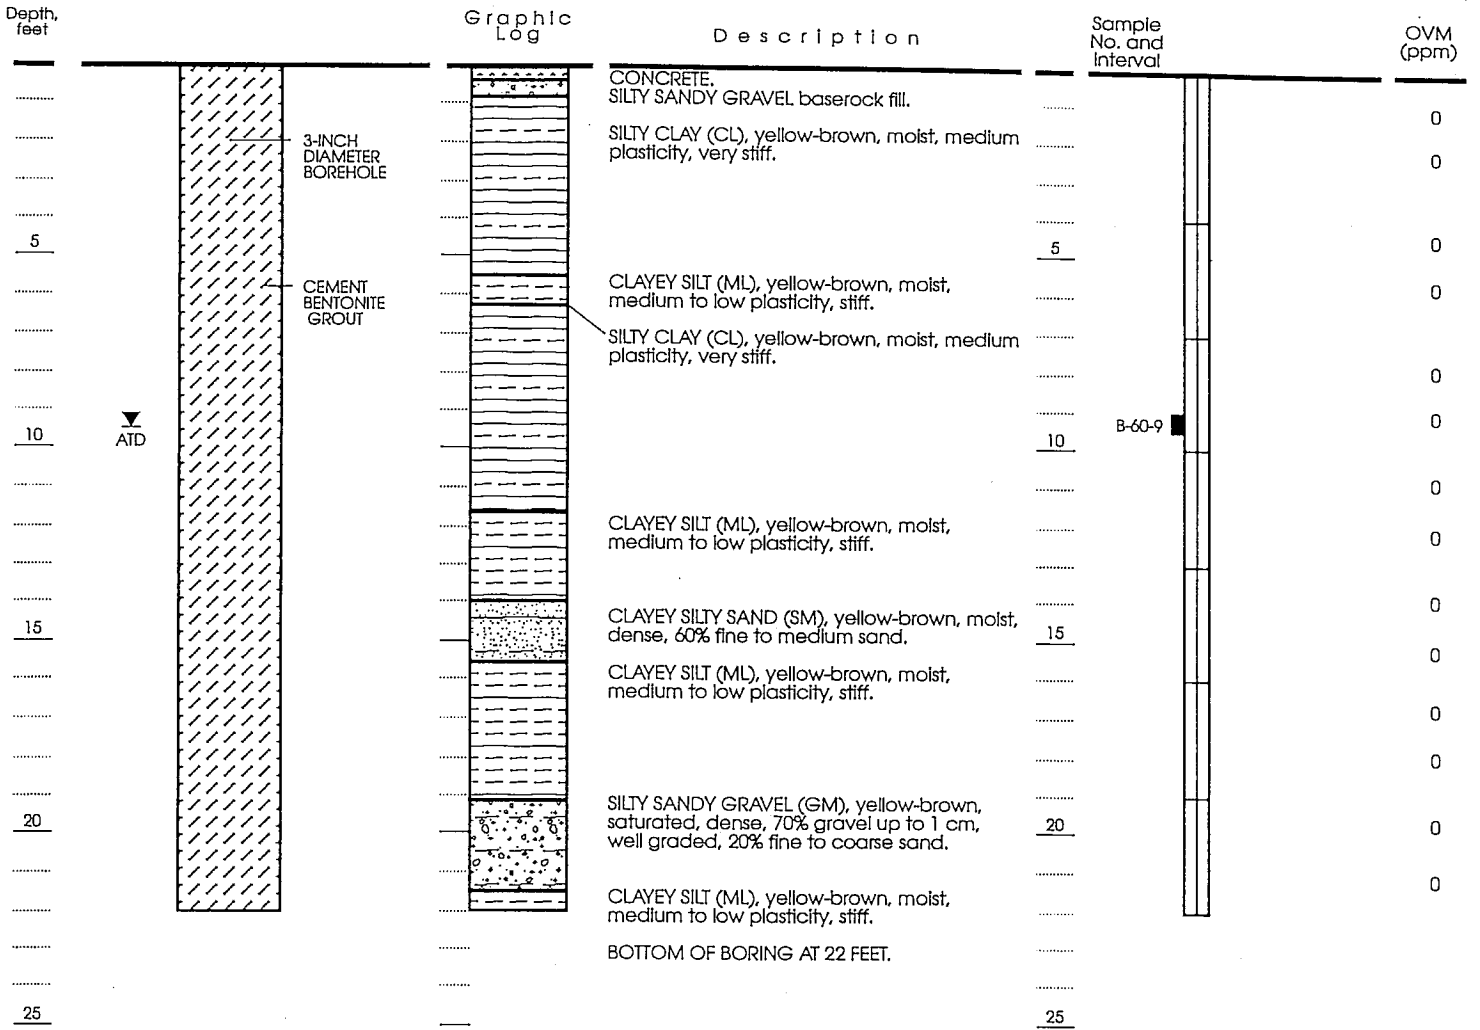 Depth,
feet
Graphic
Log
Description
Sample
No. and
Interval
OVM
(ppm)
CONCRETE.
SILTY SANDY GRAVEL baserock fill.
0
3-INCH
DIAMETER
BOREHOLE
SILTY CLAY (CL), yellow-brown, moist, medium
plasticity, very stiff.
0
5
5
0
CEMENT
BENTONITE
GROUT
CLAYEY SILT (ML), yellow-brown, moist,
medium to low plasticity, stiff.
0
SILTY CLAY (CL), yellow-brown, moist, medium
plasticity, very stiff.
0
10
ATD
10
B-60-9
0
0
CLAYEY SILT (ML), yellow-brown, moist,
medium to low plasticity, stiff.
0
0
15
CLAYEY SILTY SAND (SM), yellow-brown, moist,
dense, 60% fine to medium sand.
15
0
CLAYEY SILT (ML), yellow-brown, moist,
medium to low plasticity, stiff.
0
0
20
SILTY SANDY GRAVEL (GM), yellow-brown,
saturated, dense, 70% gravel up to 1 cm,
well graded, 20% fine to coarse sand.
20
0
0
CLAYEY SILT (ML), yellow-brown, moist,
medium to low plasticity, stiff.
BOTTOM OF BORING AT 22 FEET.
25
25